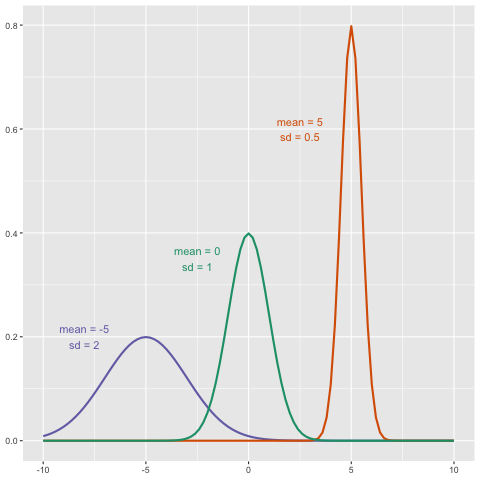 0.8
mean = 5
sd = 0.5
0.6
0.4
mean = 0
sd = 1
mean = -5
sd = 2
0.2
0.0
-10 -5 0 5 10